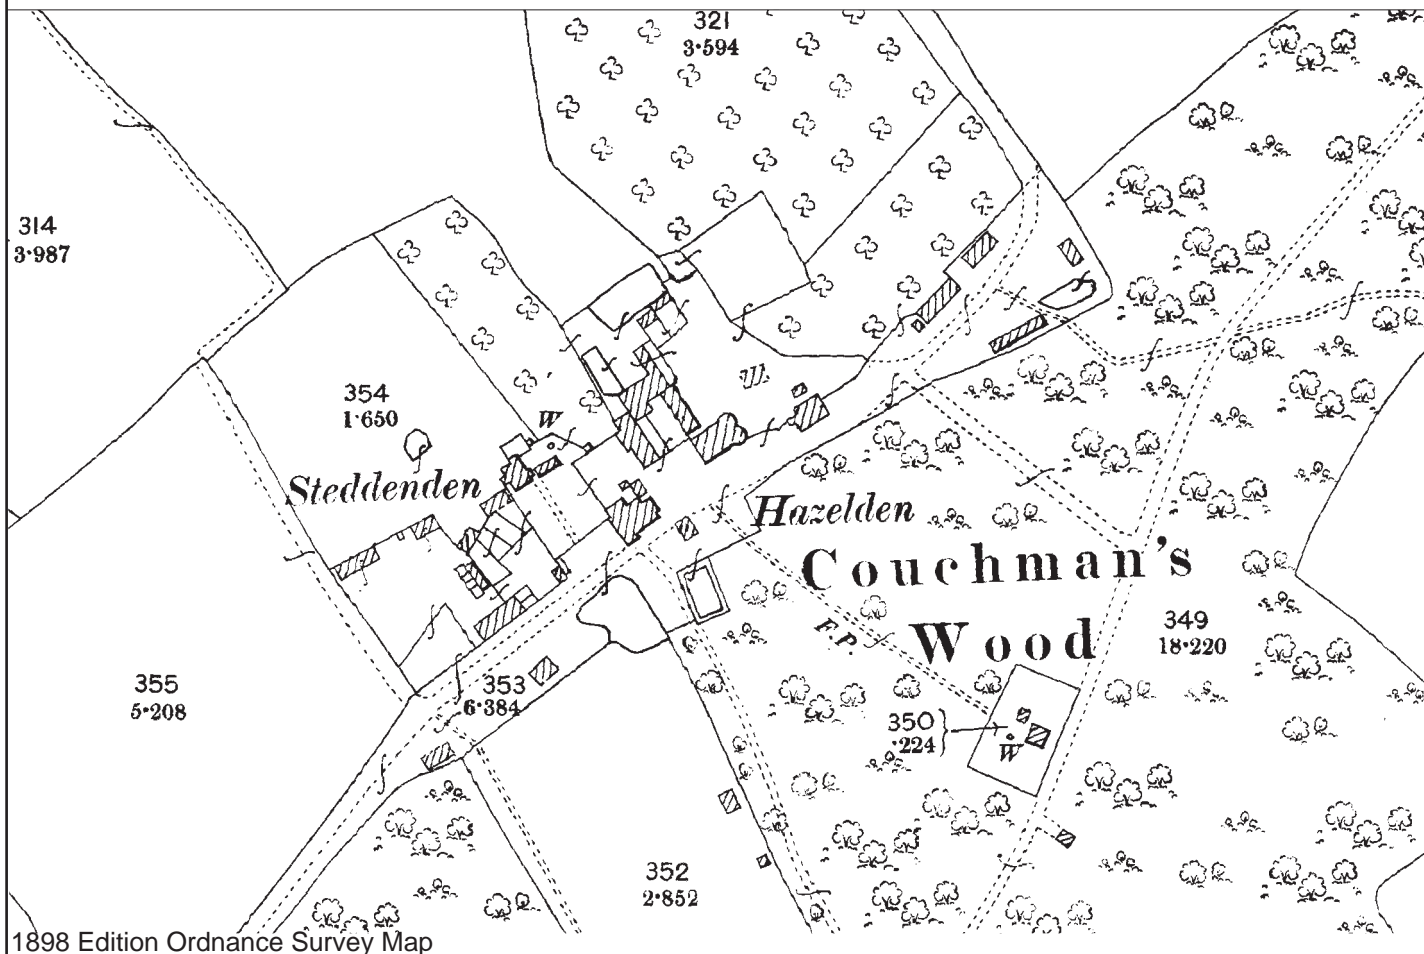 321
3·594
314
3·987
354
1·650
W
Steddenden
Hazelden
Couchman's
Wood
F.P.
349
18·220
355
5·208
353
6·384
350
·224
W
352
2·852
1898 Edition Ordnance Survey Map